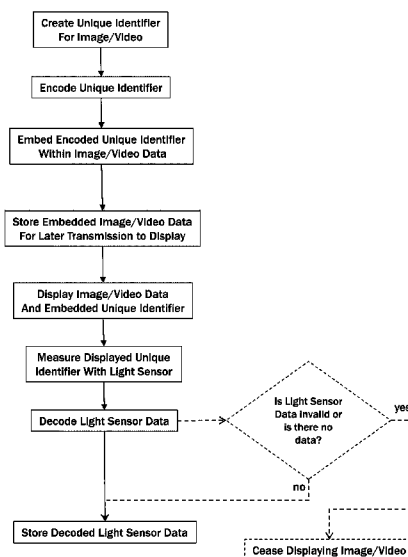 Create Unique Identifier
For Image/Video
Encode Unique Identifier
Embed Encoded Unique Identifier
Within Image/Video Data
Store Embedded Image/Video Data
For Later Transmission to Display
Display Image/Video Data
And Embedded Unique Identifier
Measure Displayed Unique
Identifier With Light Sensor
Decode Light Sensor Data
Is Light Sensor
Data Invalid or
is there no
data?
yes
no
Store Decoded Light Sensor Data
Cease Displaying Image/Video